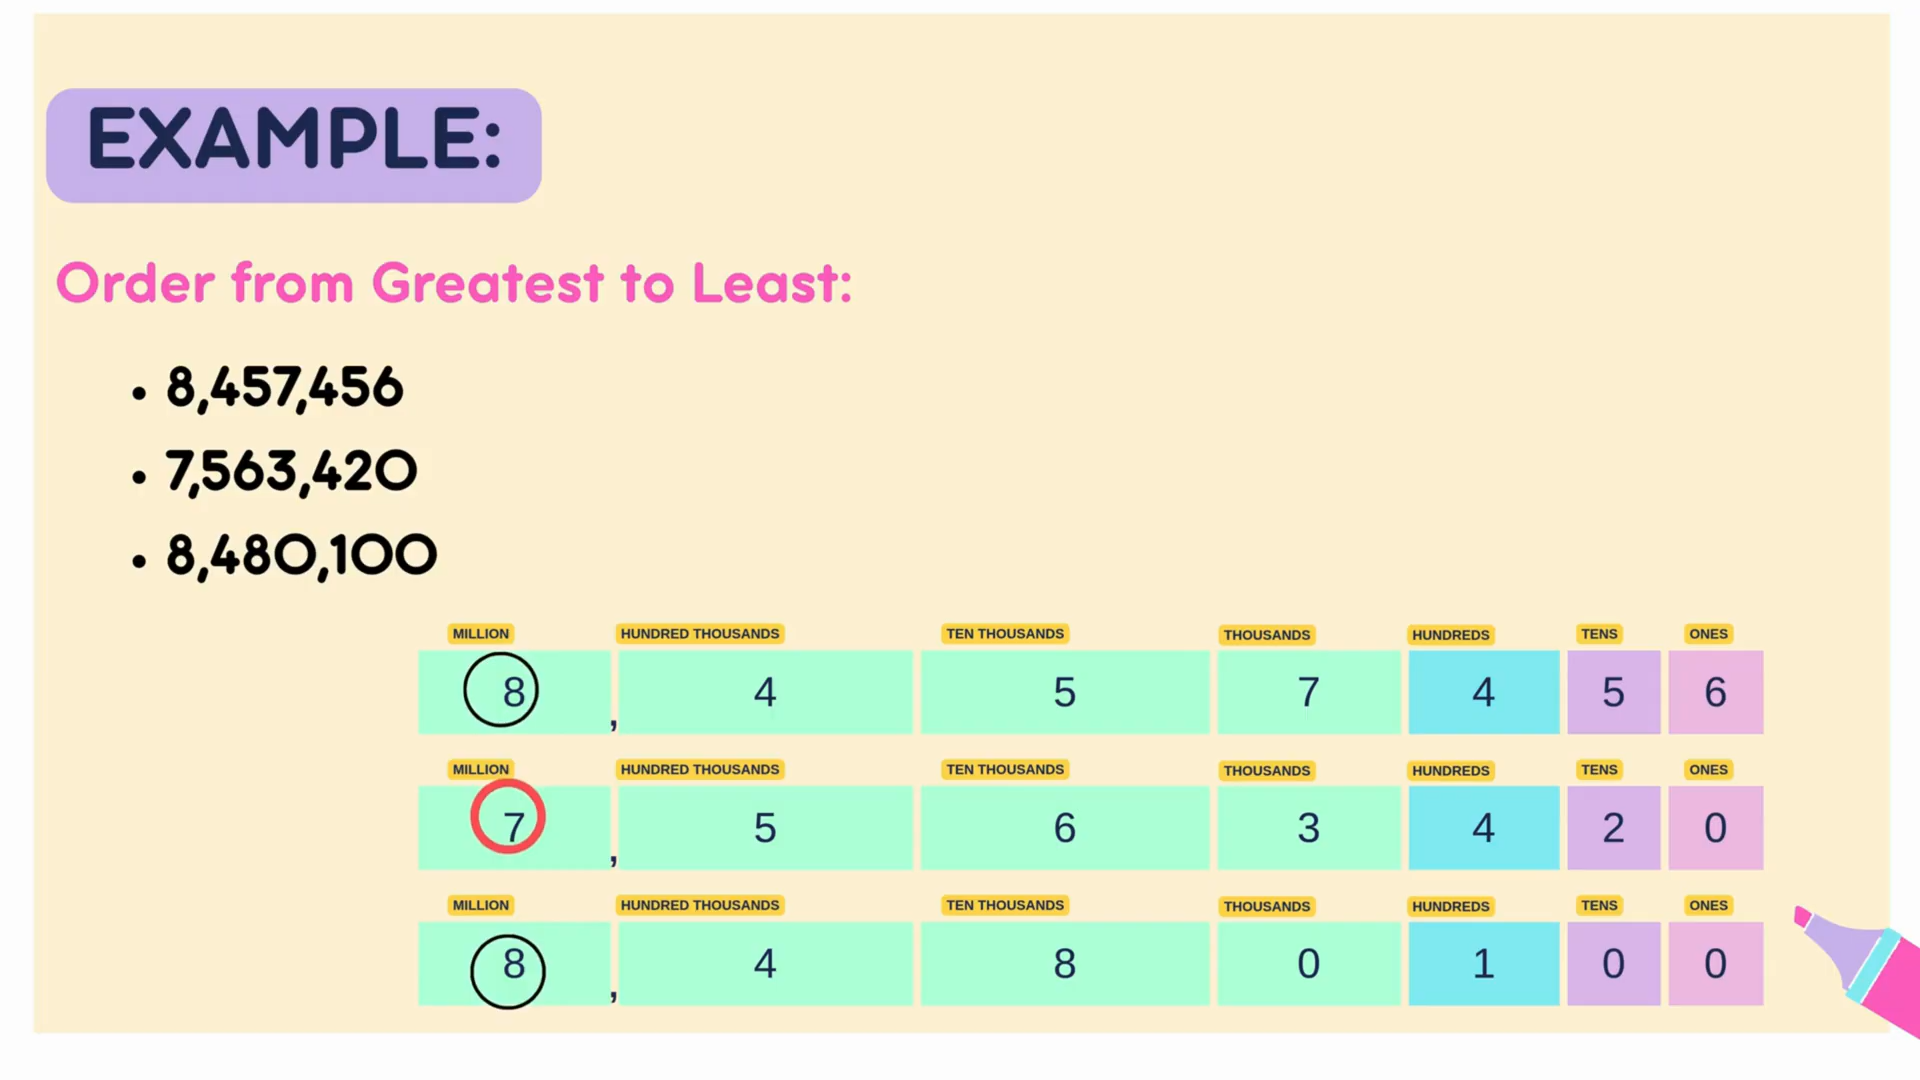 EXAMPLE:
Order from Greatest to Least:
• 8,457,456
• 7,563,420
• 8,480,100
MILLION HUNDRED THOUSANDS TEN THOUSANDS THOUSANDS HUNDREDS TENS ONES
8 , 4 5 7 4 5 6
MILLION HUNDRED THOUSANDS TEN THOUSANDS THOUSANDS HUNDREDS TENS ONES
7 , 5 6 3 4 2 0
MILLION HUNDRED THOUSANDS TEN THOUSANDS THOUSANDS HUNDREDS TENS ONES
8 , 4 8 0 1 0 0